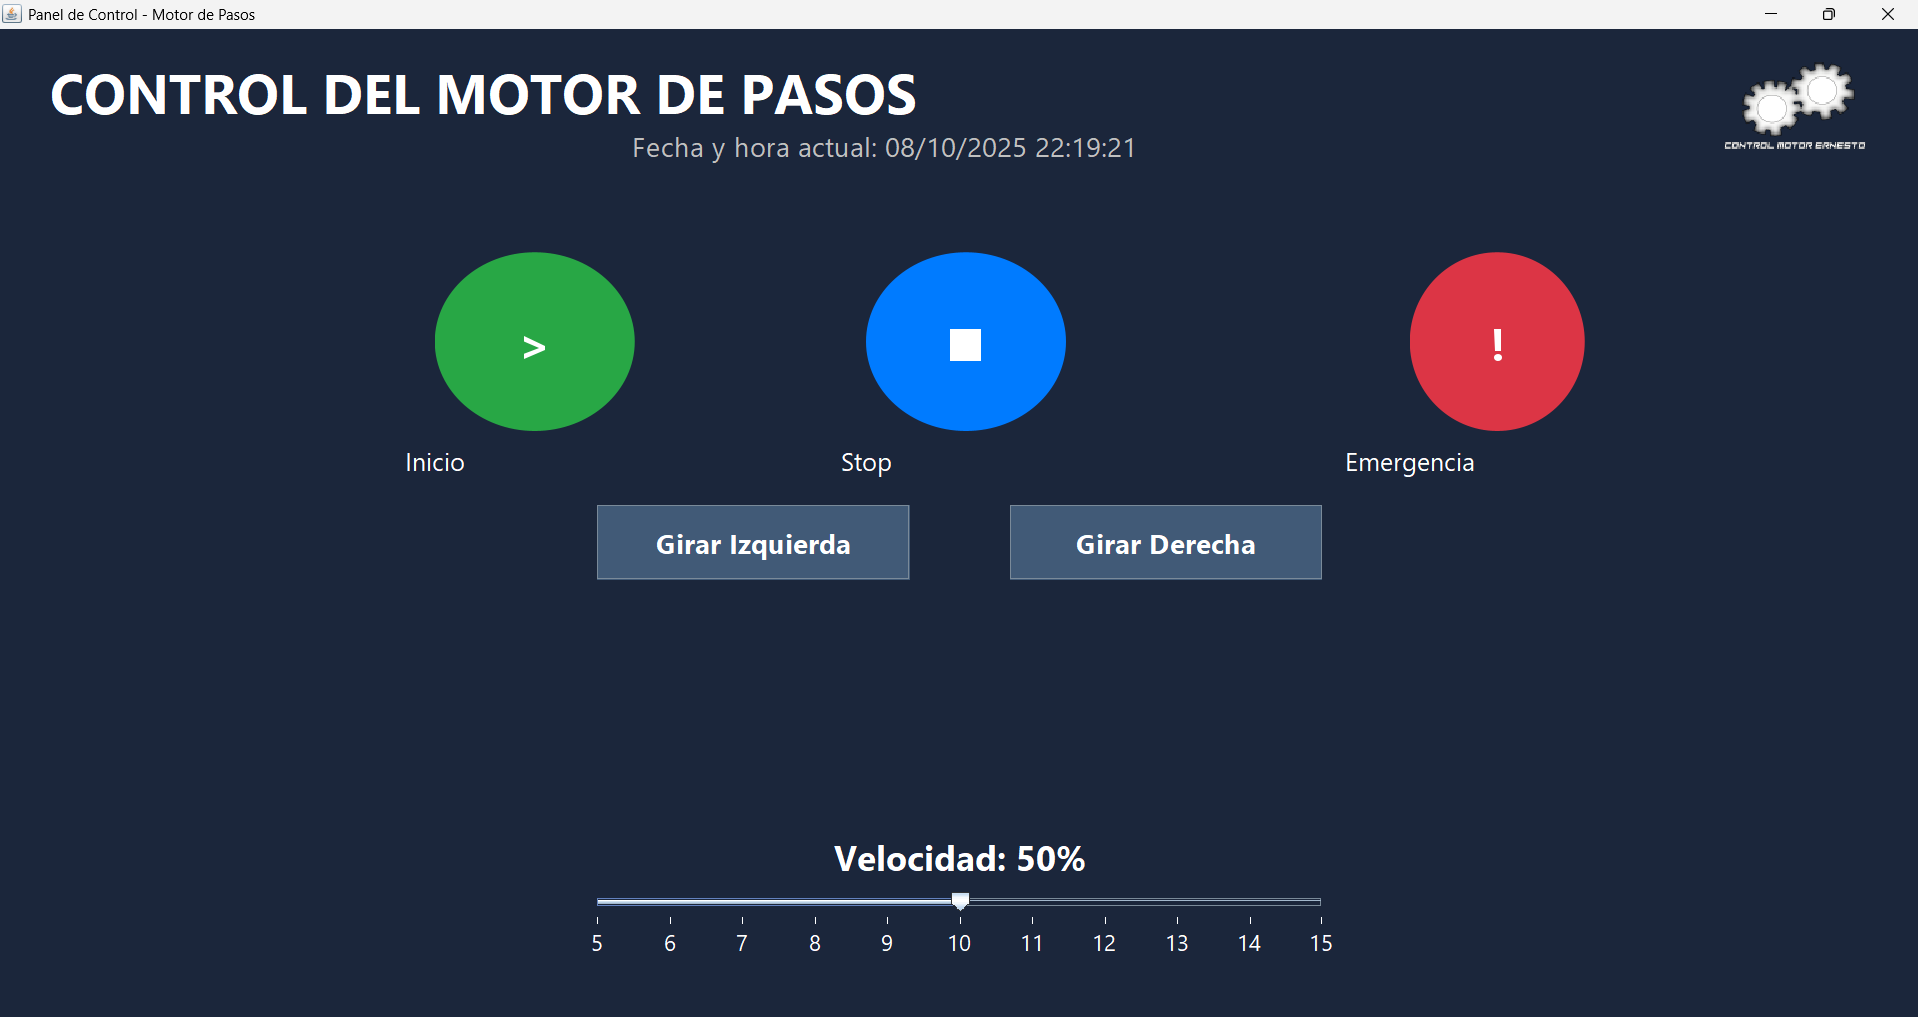 Panel de Control - Motor de Pasos
CONTROL DEL MOTOR DE PASOS
Fecha y hora actual: 08/10/2025 22:19:21
CONTROL MOTOR ERNESTO
>
!
Inicio
Stop
Emergencia
Girar Izquierda
Girar Derecha
Velocidad: 50%
5 6 7 8 9 10 11 12 13 14 15